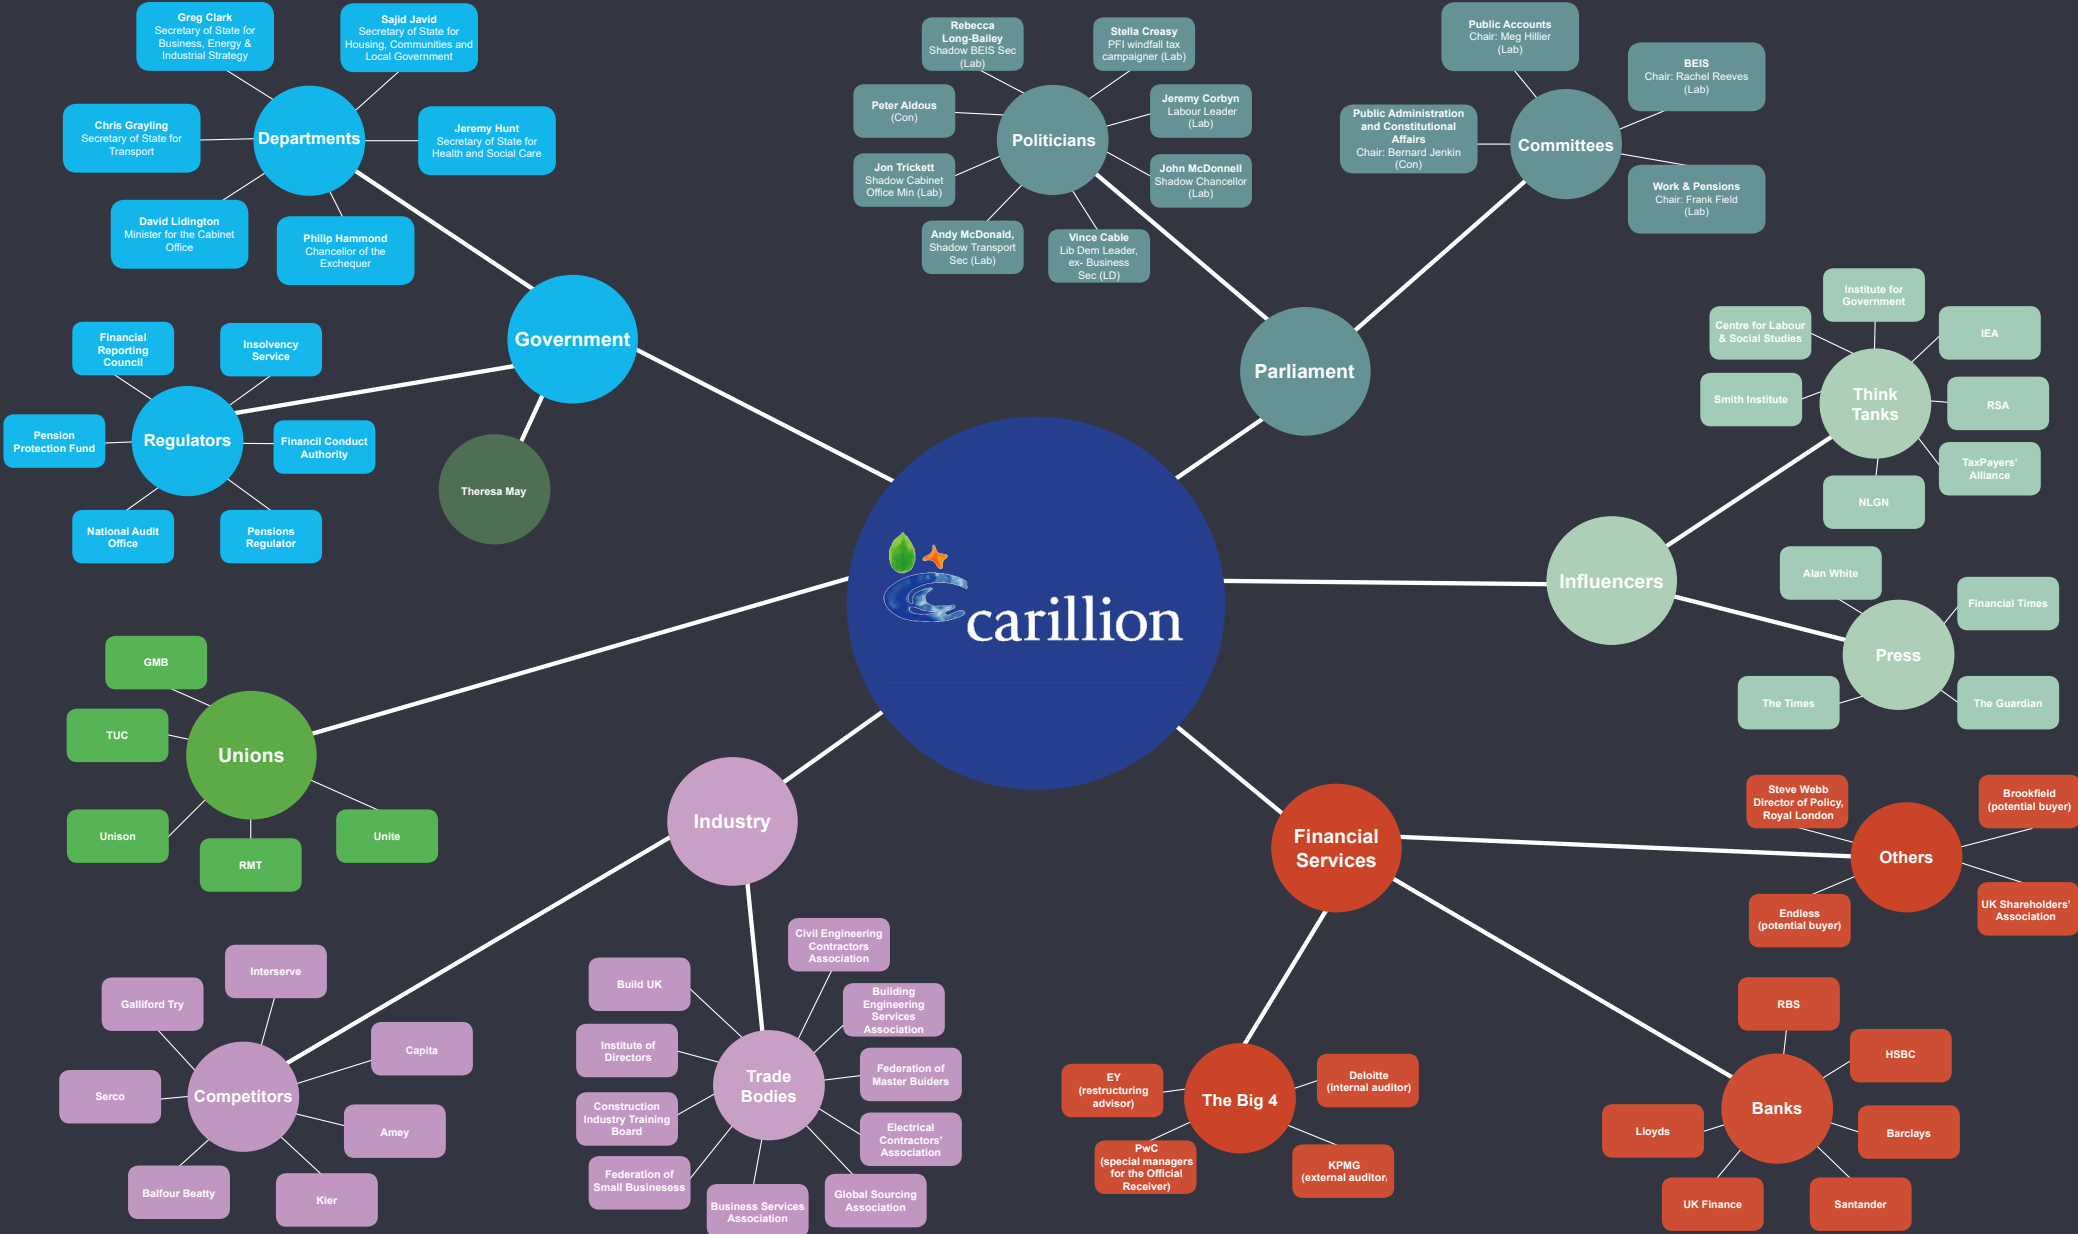 Greg Clark
Secretary of State for
Business, Energy &
Industrial Strategy
Sajid Javid
Secretary of State for
Housing, Communities and
Local Government
Chris Grayling
Secretary of State for
Transport
Departments
Jeremy Hunt
Secretary of State for
Health and Social Care
David Lidington
Minister for the Cabinet
Office
Philip Hammond
Chancellor of the
Exchequer
Government
Financial
Reporting
Council
Insolvency
Service
Pension
Protection Fund
Regulators
Financil Conduct
Authority
National Audit
Office
Pensions
Regulator
Theresa May
Rebecca
Long-Bailey
Shadow BEIS Sec
(Lab)
Stella Creasy
PFI windfall tax
campaigner (Lab)
Peter Aldous
(Con)
Jeremy Corbyn
Labour Leader
(Lab)
Politicians
Jon Trickett
Shadow Cabinet
Office Min (Lab)
John McDonnell
Shadow Chancellor
(Lab)
Andy McDonald,
Shadow Transport
Sec (Lab)
Vince Cable
Lib Dem Leader,
ex- Business
Sec (LD)
Parliament
Public Accounts
Chair: Meg Hillier
(Lab)
BEIS
Chair: Rachel Reeves
(Lab)
Public Administration
and Constitutional
Affairs
Chair: Bernard Jenkin
(Con)
Committees
Work & Pensions
Chair: Frank Field
(Lab)
Institute for
Government
Centre for Labour
& Social Studies
IEA
Smith Institute
Think
Tanks
RSA
TaxPayers'
Alliance
NLGN
Influencers
Alan White
Financial Times
Press
The Times
The Guardian
carillion
GMB
TUC
Unions
Unison
RMT
Unite
Industry
Interserve
Galliford Try
Capita
Serco
Competitors
Amey
Balfour Beatty
Kier
Civil Engineering
Contractors
Association
Build UK
Building
Engineering
Services
Association
Institute of
Directors
Trade
Bodies
Federation of
Master Buiders
Construction
Industry Training
Board
Electrical
Contractors'
Association
Federation of
Small Businesess
Business Services
Association
Global Sourcing
Association
Financial
Services
Steve Webb
Director of Policy,
Royal London
Brookfield
(potential buyer)
Others
Endless
(potential buyer)
UK Shareholders'
Association
EY
(restructuring
advisor)
Deloitte
(internal auditor)
The Big 4
PwC
(special managers
for the Official
Receiver)
KPMG
(external auditor,
RBS
HSBC
Lloyds
Banks
Barclays
UK Finance
Santander